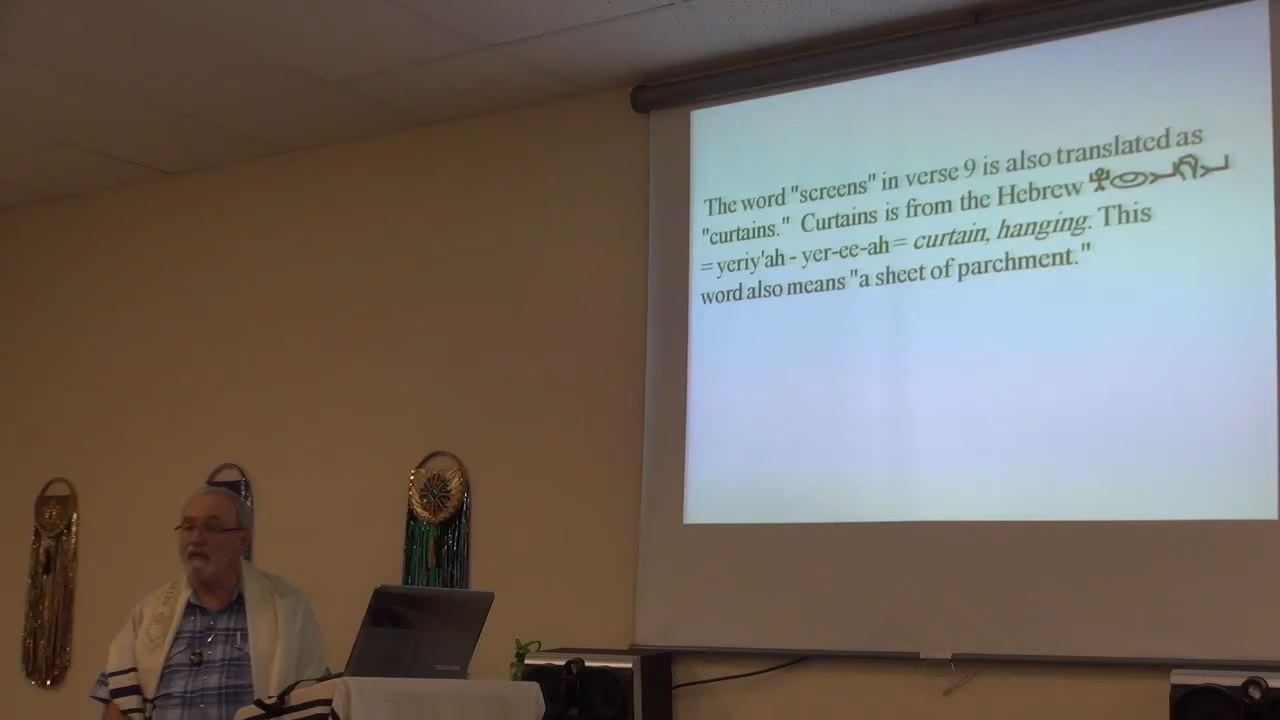 The word "screens" in verse 9 is also translated as
"curtains." Curtains is from the Hebrew
= yeriy'ah - yer-ee-ah = curtain, hanging. This
word also means "a sheet of parchment."